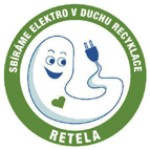 SBÍRÁME ELEKTRO V DUCHU RECYKLACE
RETELA